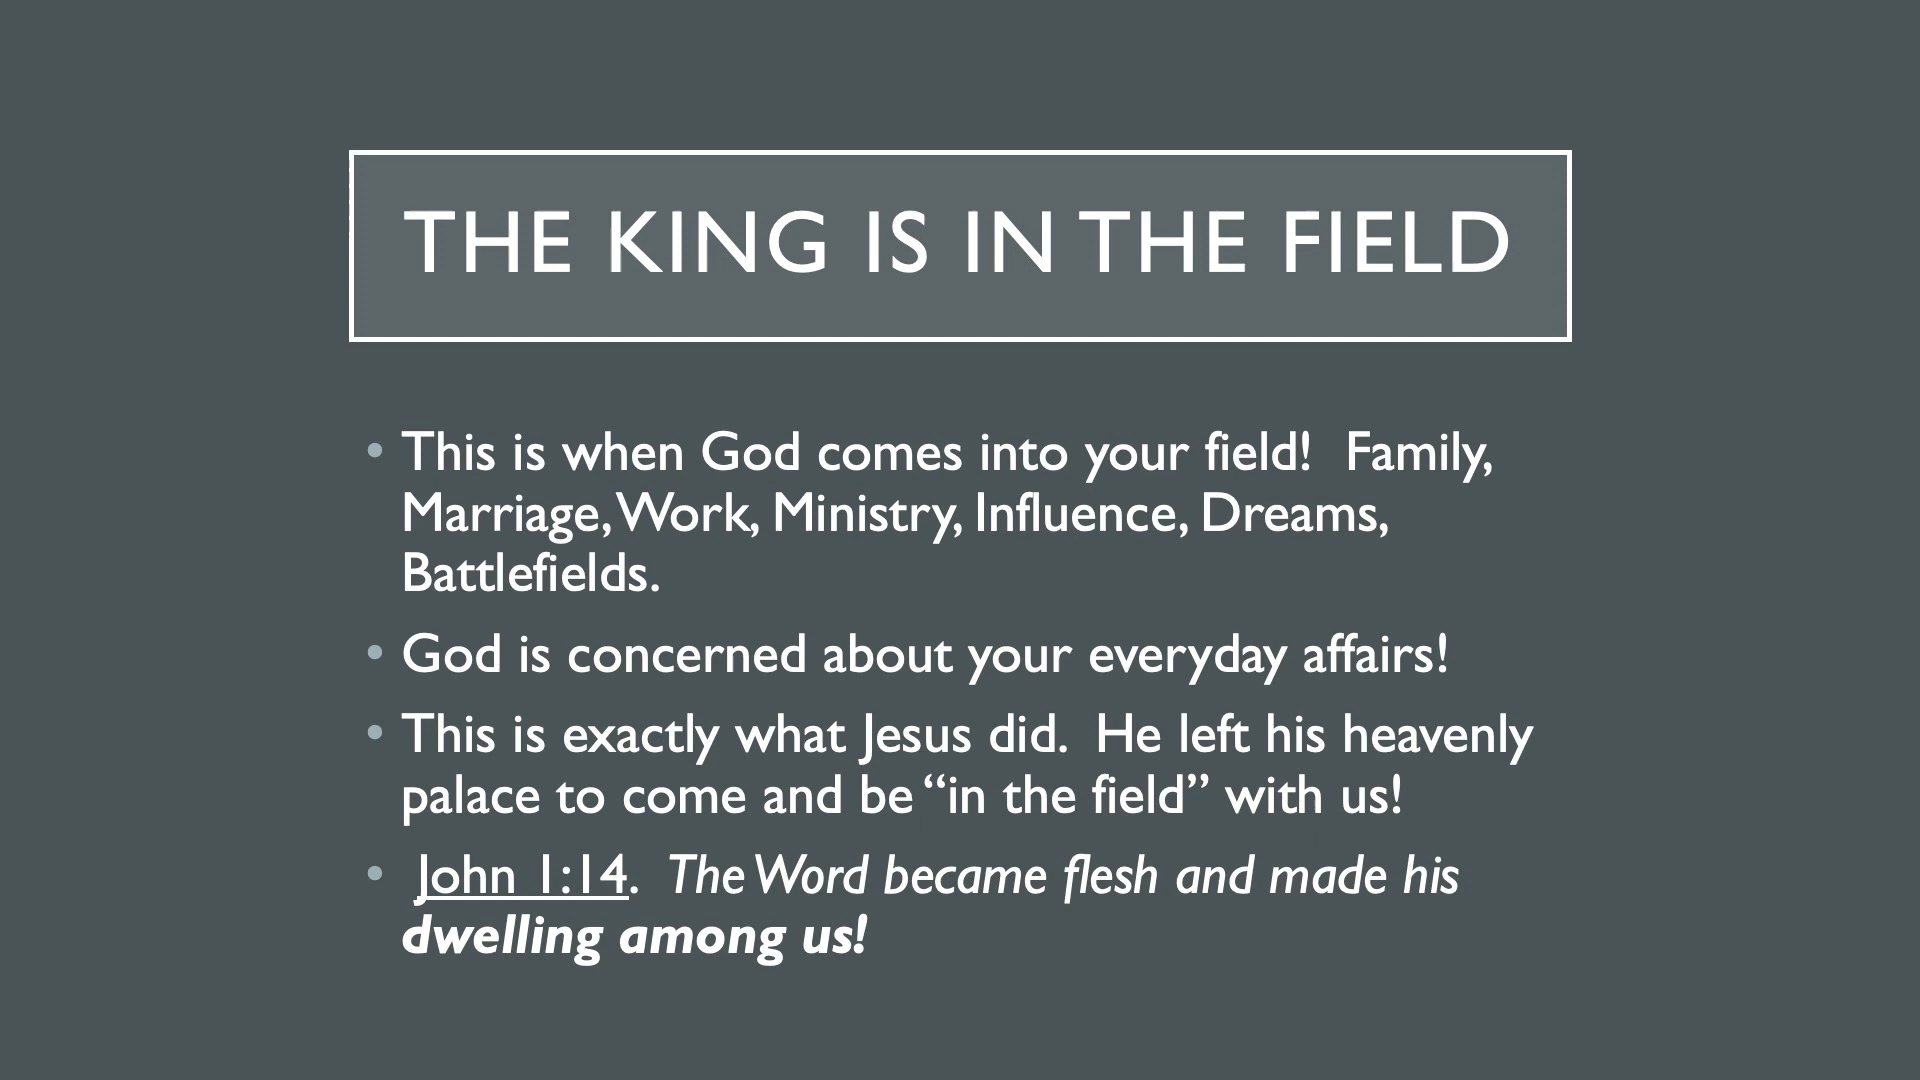 THE KING IS IN THE FIELD
• This is when God comes into your field!  Family,
Marriage, Work, Ministry, Influence, Dreams,
Battlefields.
• God is concerned about your everyday affairs!
• This is exactly what Jesus did.  He left his heavenly
palace to come and be “in the field” with us!
• John 1:14.  The Word became flesh and made his
dwelling among us!